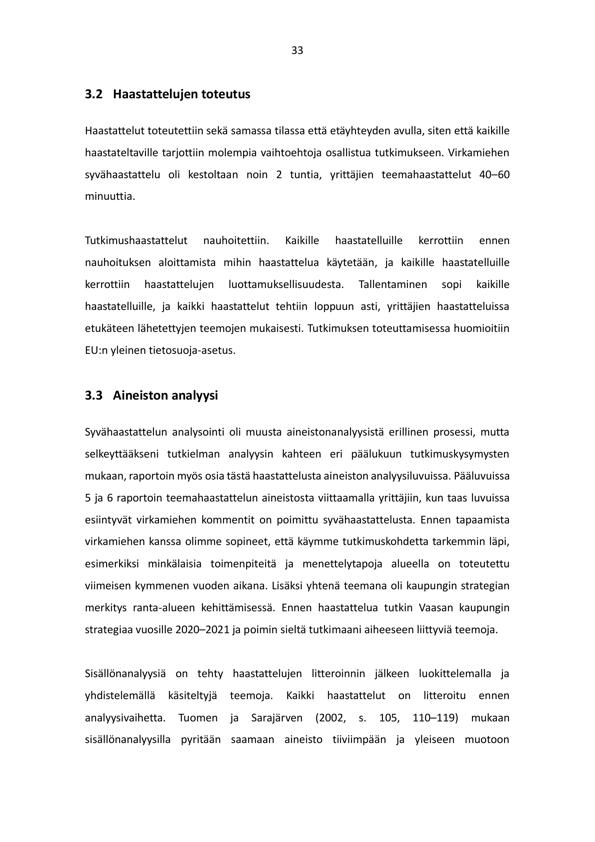 33
3.2 Haastattelujen toteutus
Haastattelut toteutettiin sekä samassa tilassa että etäyhteyden avulla, siten että kaikille
haastateltaville tarjottiin molempia vaihtoehtoja osallistua tutkimukseen. Virkamiehen
syvähaastattelu oli kestoltaan noin 2 tuntia, yrittäjien teemahaastattelut 40–60
minuuttia.
Tutkimushaastattelut nauhoitettiin. Kaikille haastatelluille kerrottiin ennen
nauhoituksen aloittamista mihin haastattelua käytetään, ja kaikille haastatelluille
kerrottiin haastattelujen luottamuksellisuudesta. Tallentaminen sopi kaikille
haastatelluille, ja kaikki haastattelut tehtiin loppuun asti, yrittäjien haastatteluissa
etukäteen lähetettyjen teemojen mukaisesti. Tutkimuksen toteuttamisessa huomioitiin
EU:n yleinen tietosuoja-asetus.
3.3 Aineiston analyysi
Syvähaastattelun analysointi oli muusta aineistonanalyysistä erillinen prosessi, mutta
selkeyttääkseni tutkielman analyysin kahteen eri päälukuun tutkimuskysymysten
mukaan, raportoin myös osia tästä haastattelusta aineiston analyysiluvuissa. Pääluvuissa
5 ja 6 raportoin teemahaastattelun aineistosta viittaamalla yrittäjiin, kun taas luvuissa
esiintyvät virkamiehen kommentit on poimittu syvähaastattelusta. Ennen tapaamista
virkamiehen kanssa olimme sopineet, että käymme tutkimuskohdetta tarkemmin läpi,
esimerkiksi minkälaisia toimenpiteitä ja menettelytapoja alueella on toteutettu
viimeisen kymmenen vuoden aikana. Lisäksi yhtenä teemana oli kaupungin strategian
merkitys ranta-alueen kehittämisessä. Ennen haastattelua tutkin Vaasan kaupungin
strategiaa vuosille 2020–2021 ja poimin sieltä tutkimaani aiheeseen liittyviä teemoja.
Sisällönanalyysiä on tehty haastattelujen litteroinnin jälkeen luokittelemalla ja
yhdistelemällä käsiteltyjä teemoja. Kaikki haastattelut on litteroitu ennen
analyysivaihetta. Tuomen ja Sarajärven (2002, s. 105, 110–119) mukaan
sisällönanalyysilla pyritään saamaan aineisto tiiviimpään ja yleiseen muotoon